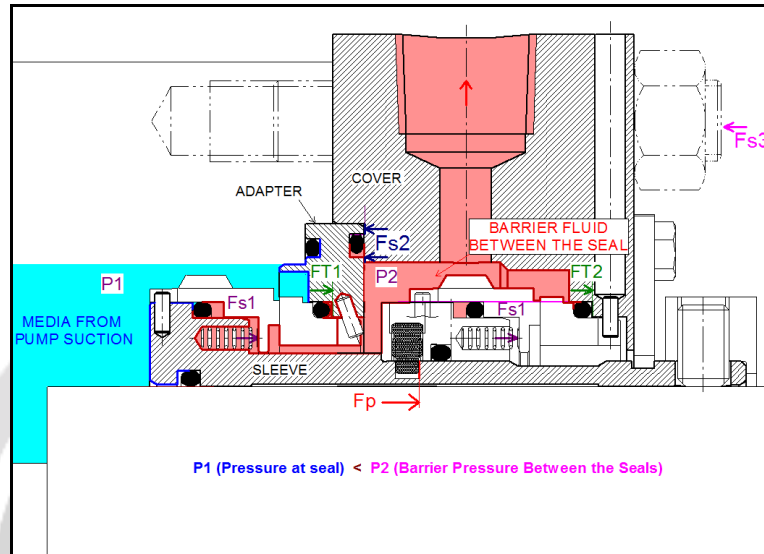 Fs3
COVER
ADAPTER
Fs2
BARRIER FLUID
BETWEEN THE SEAL
P1
FT1
P2
FT2
Fs1
Fs1
MEDIA FROM
PUMP SUCTION
SLEEVE
Fp
P1 (Pressure at seal) < P2 (Barrier Pressure Between the Seals)